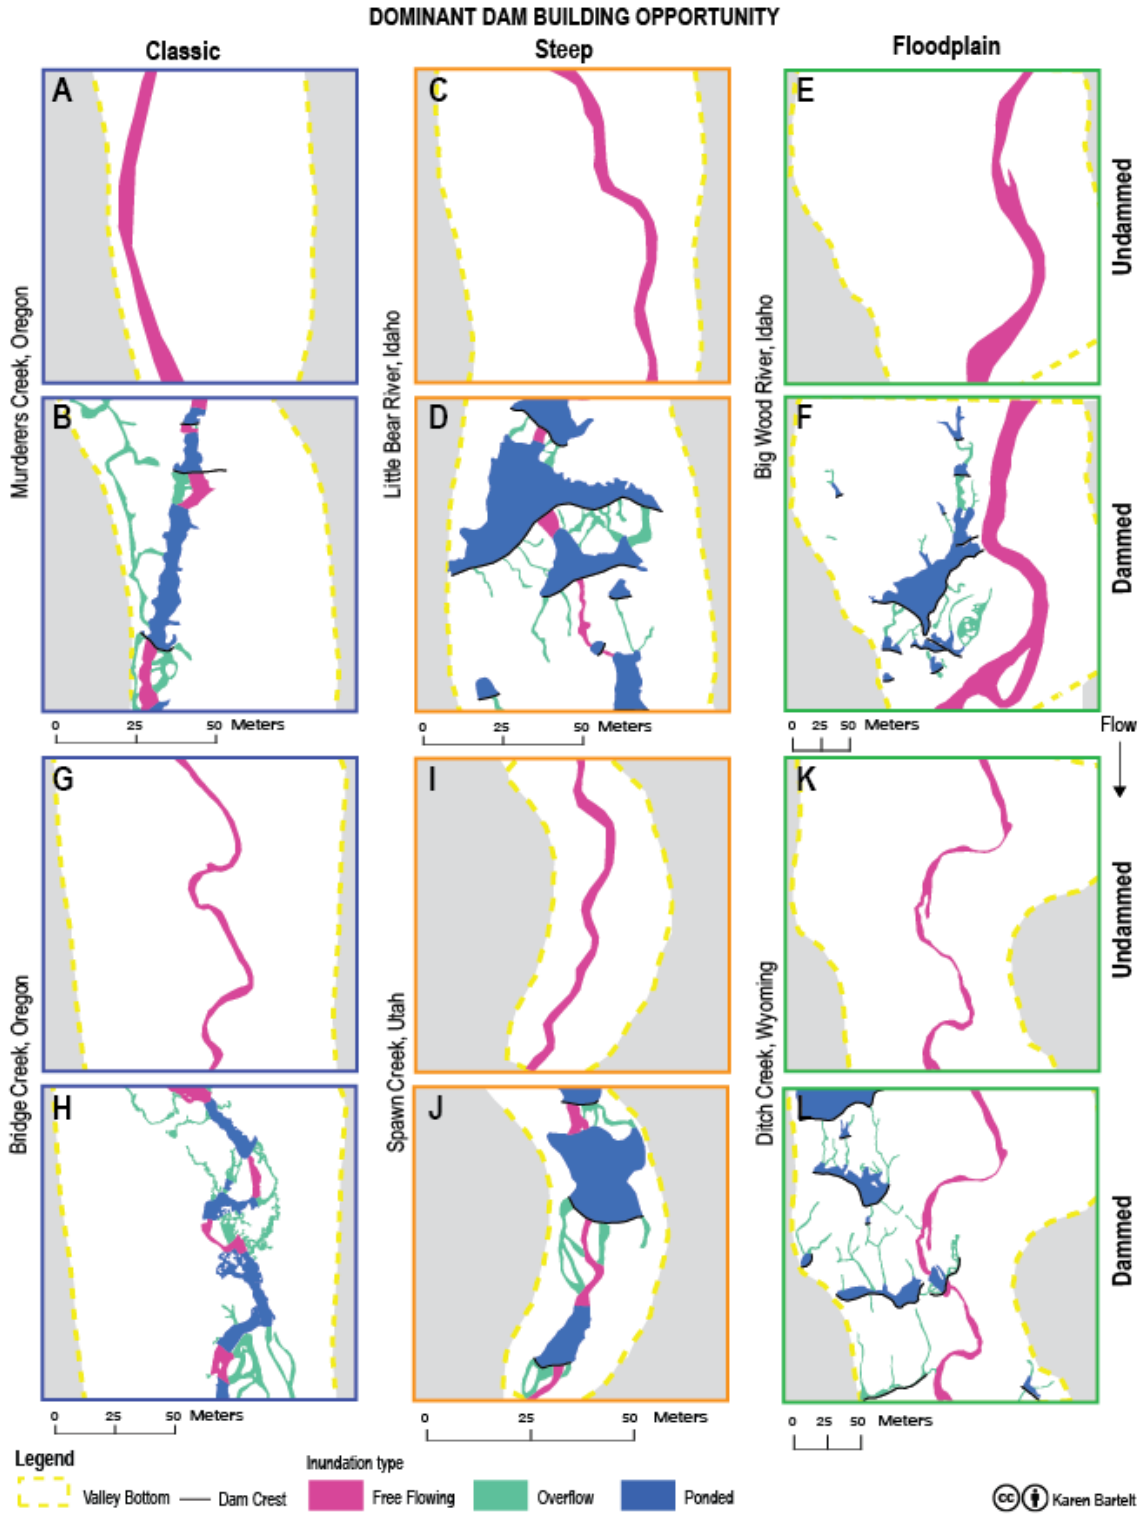 DOMINANT DAM BUILDING OPPORTUNITY
Classic
Steep
Floodplain
A
C
E
Undammed
Murderers Creek, Oregon
Little Bear River, Idaho
Big Wood River, Idaho
B
D
F
Dammed
0 25 50 Meters
0 25 50 Meters
0 25 50 Meters
Flow
G
I
K
Undammed
Bridge Creek, Oregon
Spawn Creek, Utah
Ditch Creek, Wyoming
H
J
L
Dammed
0 25 50 Meters
0 25 50 Meters
0 25 50 Meters
Legend
Inundation type
Valley Bottom
Dam Crest
Free Flowing
Overflow
Ponded
cc
Karen Bartelt